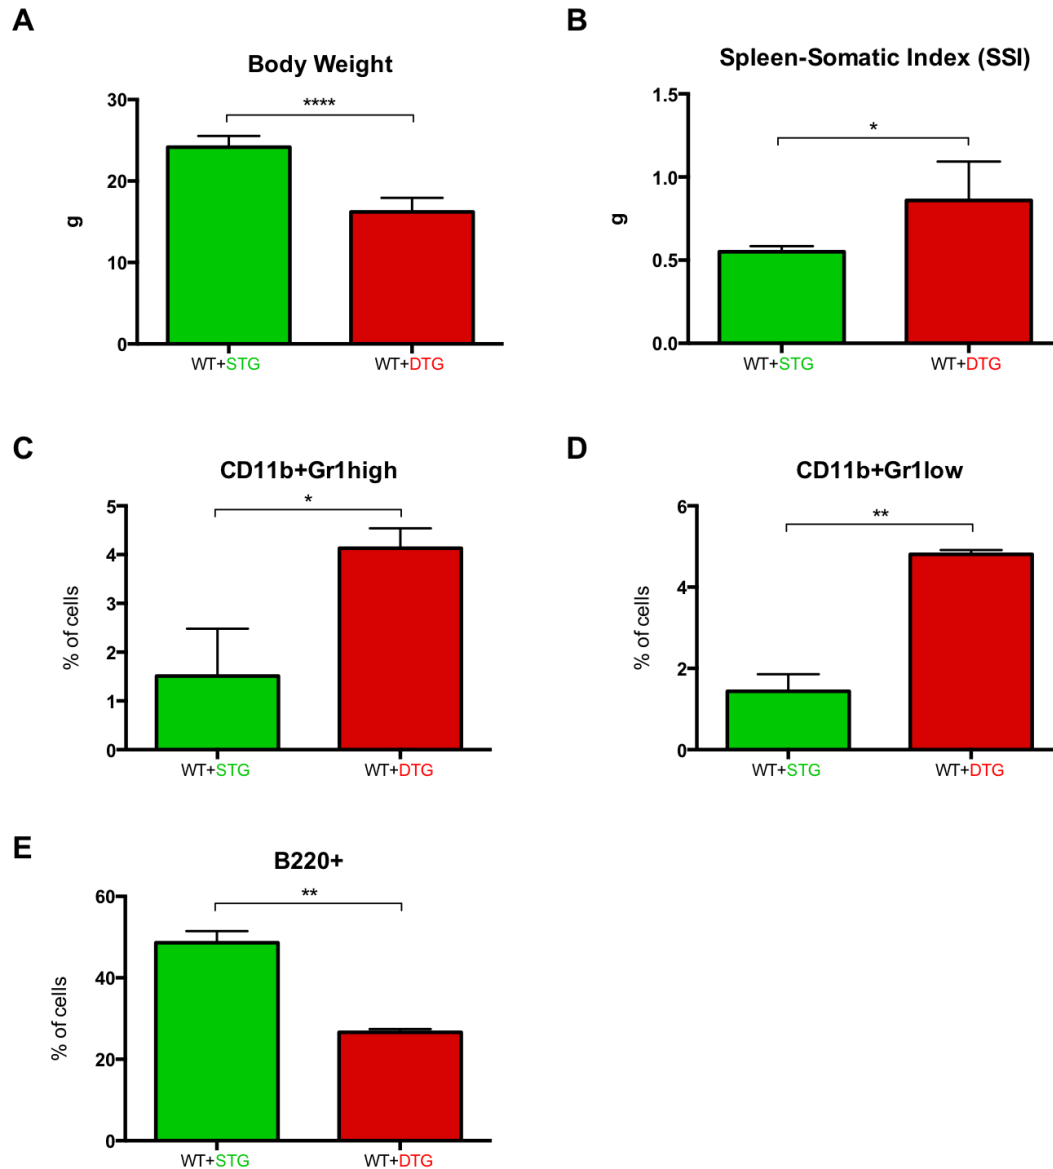 A
Body Weight
****
30
20
10
0
g
WT+STG
WT+DTG
B
Spleen-Somatic Index (SSI)
*
1.5
1.0
0.5
0.0
g
WT+STG
WT+DTG
C
CD11b+Gr1high
*
5
4
3
2
1
0
% of cells
WT+STG
WT+DTG
D
CD11b+Gr1low
**
6
4
2
0
% of cells
WT+STG
WT+DTG
E
B220+
**
60
40
20
0
% of cells
WT+STG
WT+DTG